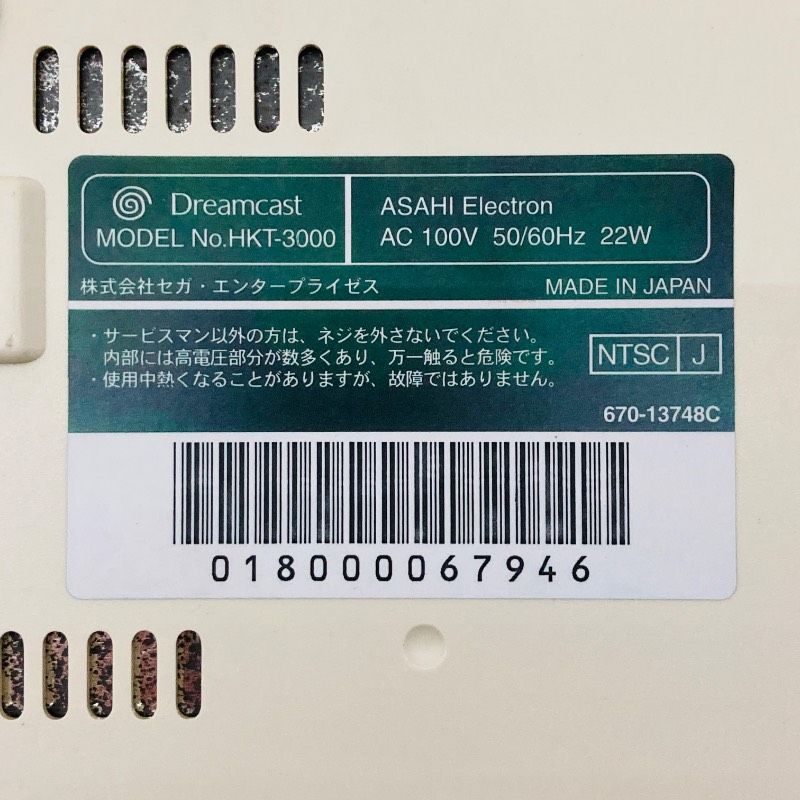 Dreamcast
MODEL No.HKT-3000
ASAHI Electron
AC 100V 50/60Hz 22W
株式会社セガ・エンタープライゼス
MADE IN JAPAN
・サービスマン以外の方は、ネジを外さないでください。
内部には高電圧部分が数多くあり、万一触ると危険です。
・使用中熱くなることがありますが、故障ではありません。
NTSC J
670-13748C
018000067946